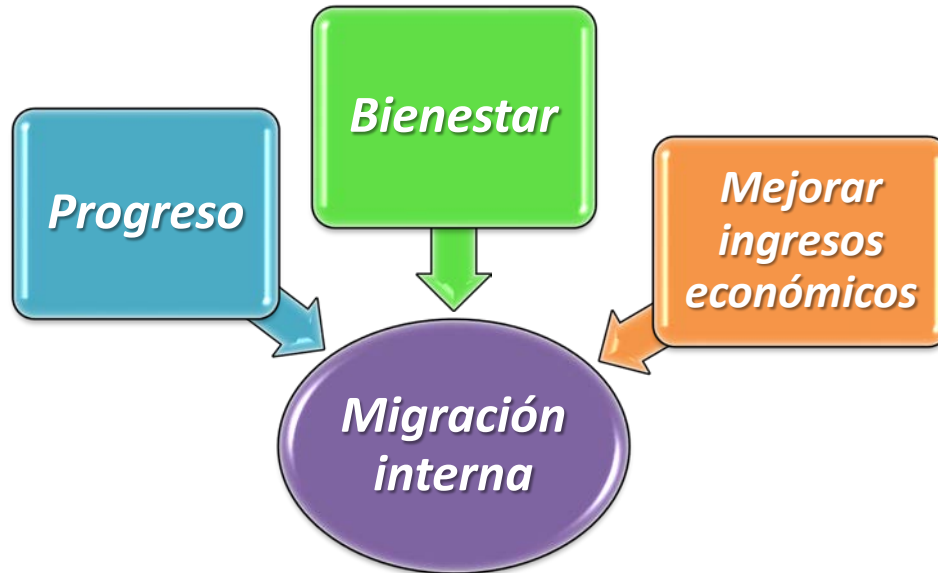 Progreso
Bienestar
Mejorar
ingresos
económicos
Migración
interna